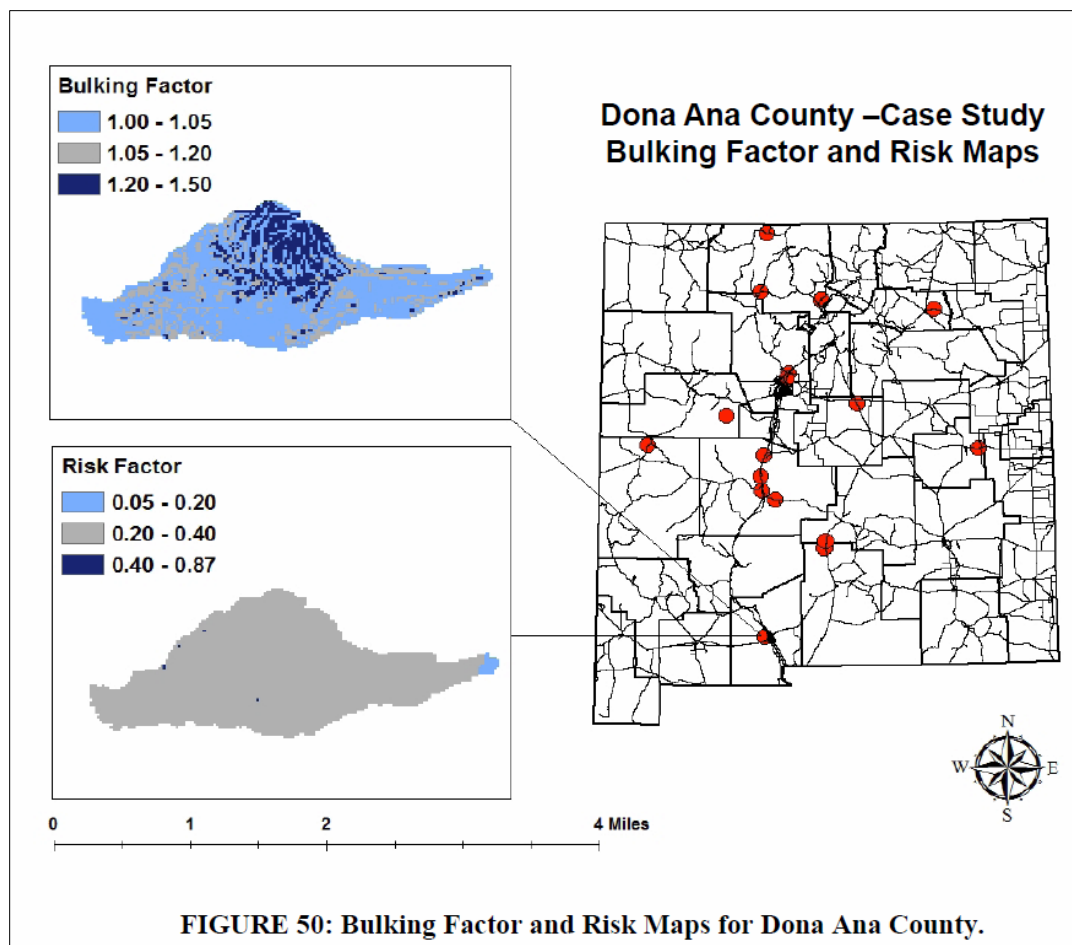 Bulking Factor
1.00 - 1.05
1.05 - 1.20
1.20 - 1.50
Dona Ana County –Case Study
Bulking Factor and Risk Maps
Risk Factor
0.05 - 0.20
0.20 - 0.40
0.40 - 0.87
N
W E
S
0 1 2 4 Miles
FIGURE 50: Bulking Factor and Risk Maps for Dona Ana County.